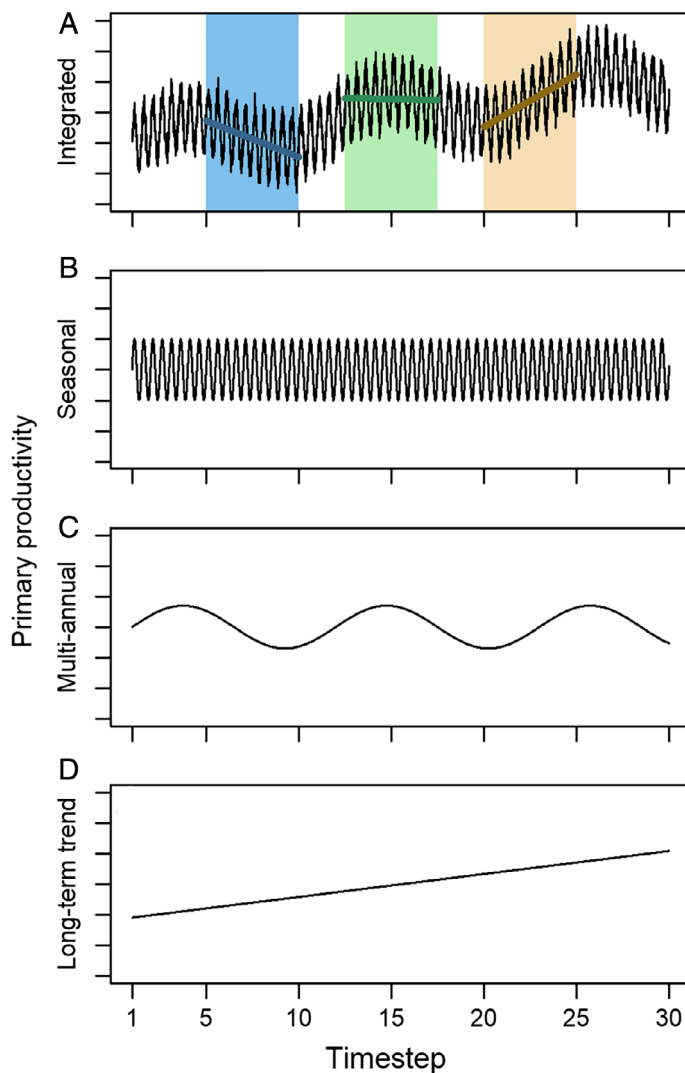 A
Integrated
B
Seasonal
C
Multi-annual
D
Long-term trend
Primary productivity
1 5 10 15 20 25 30
Timestep